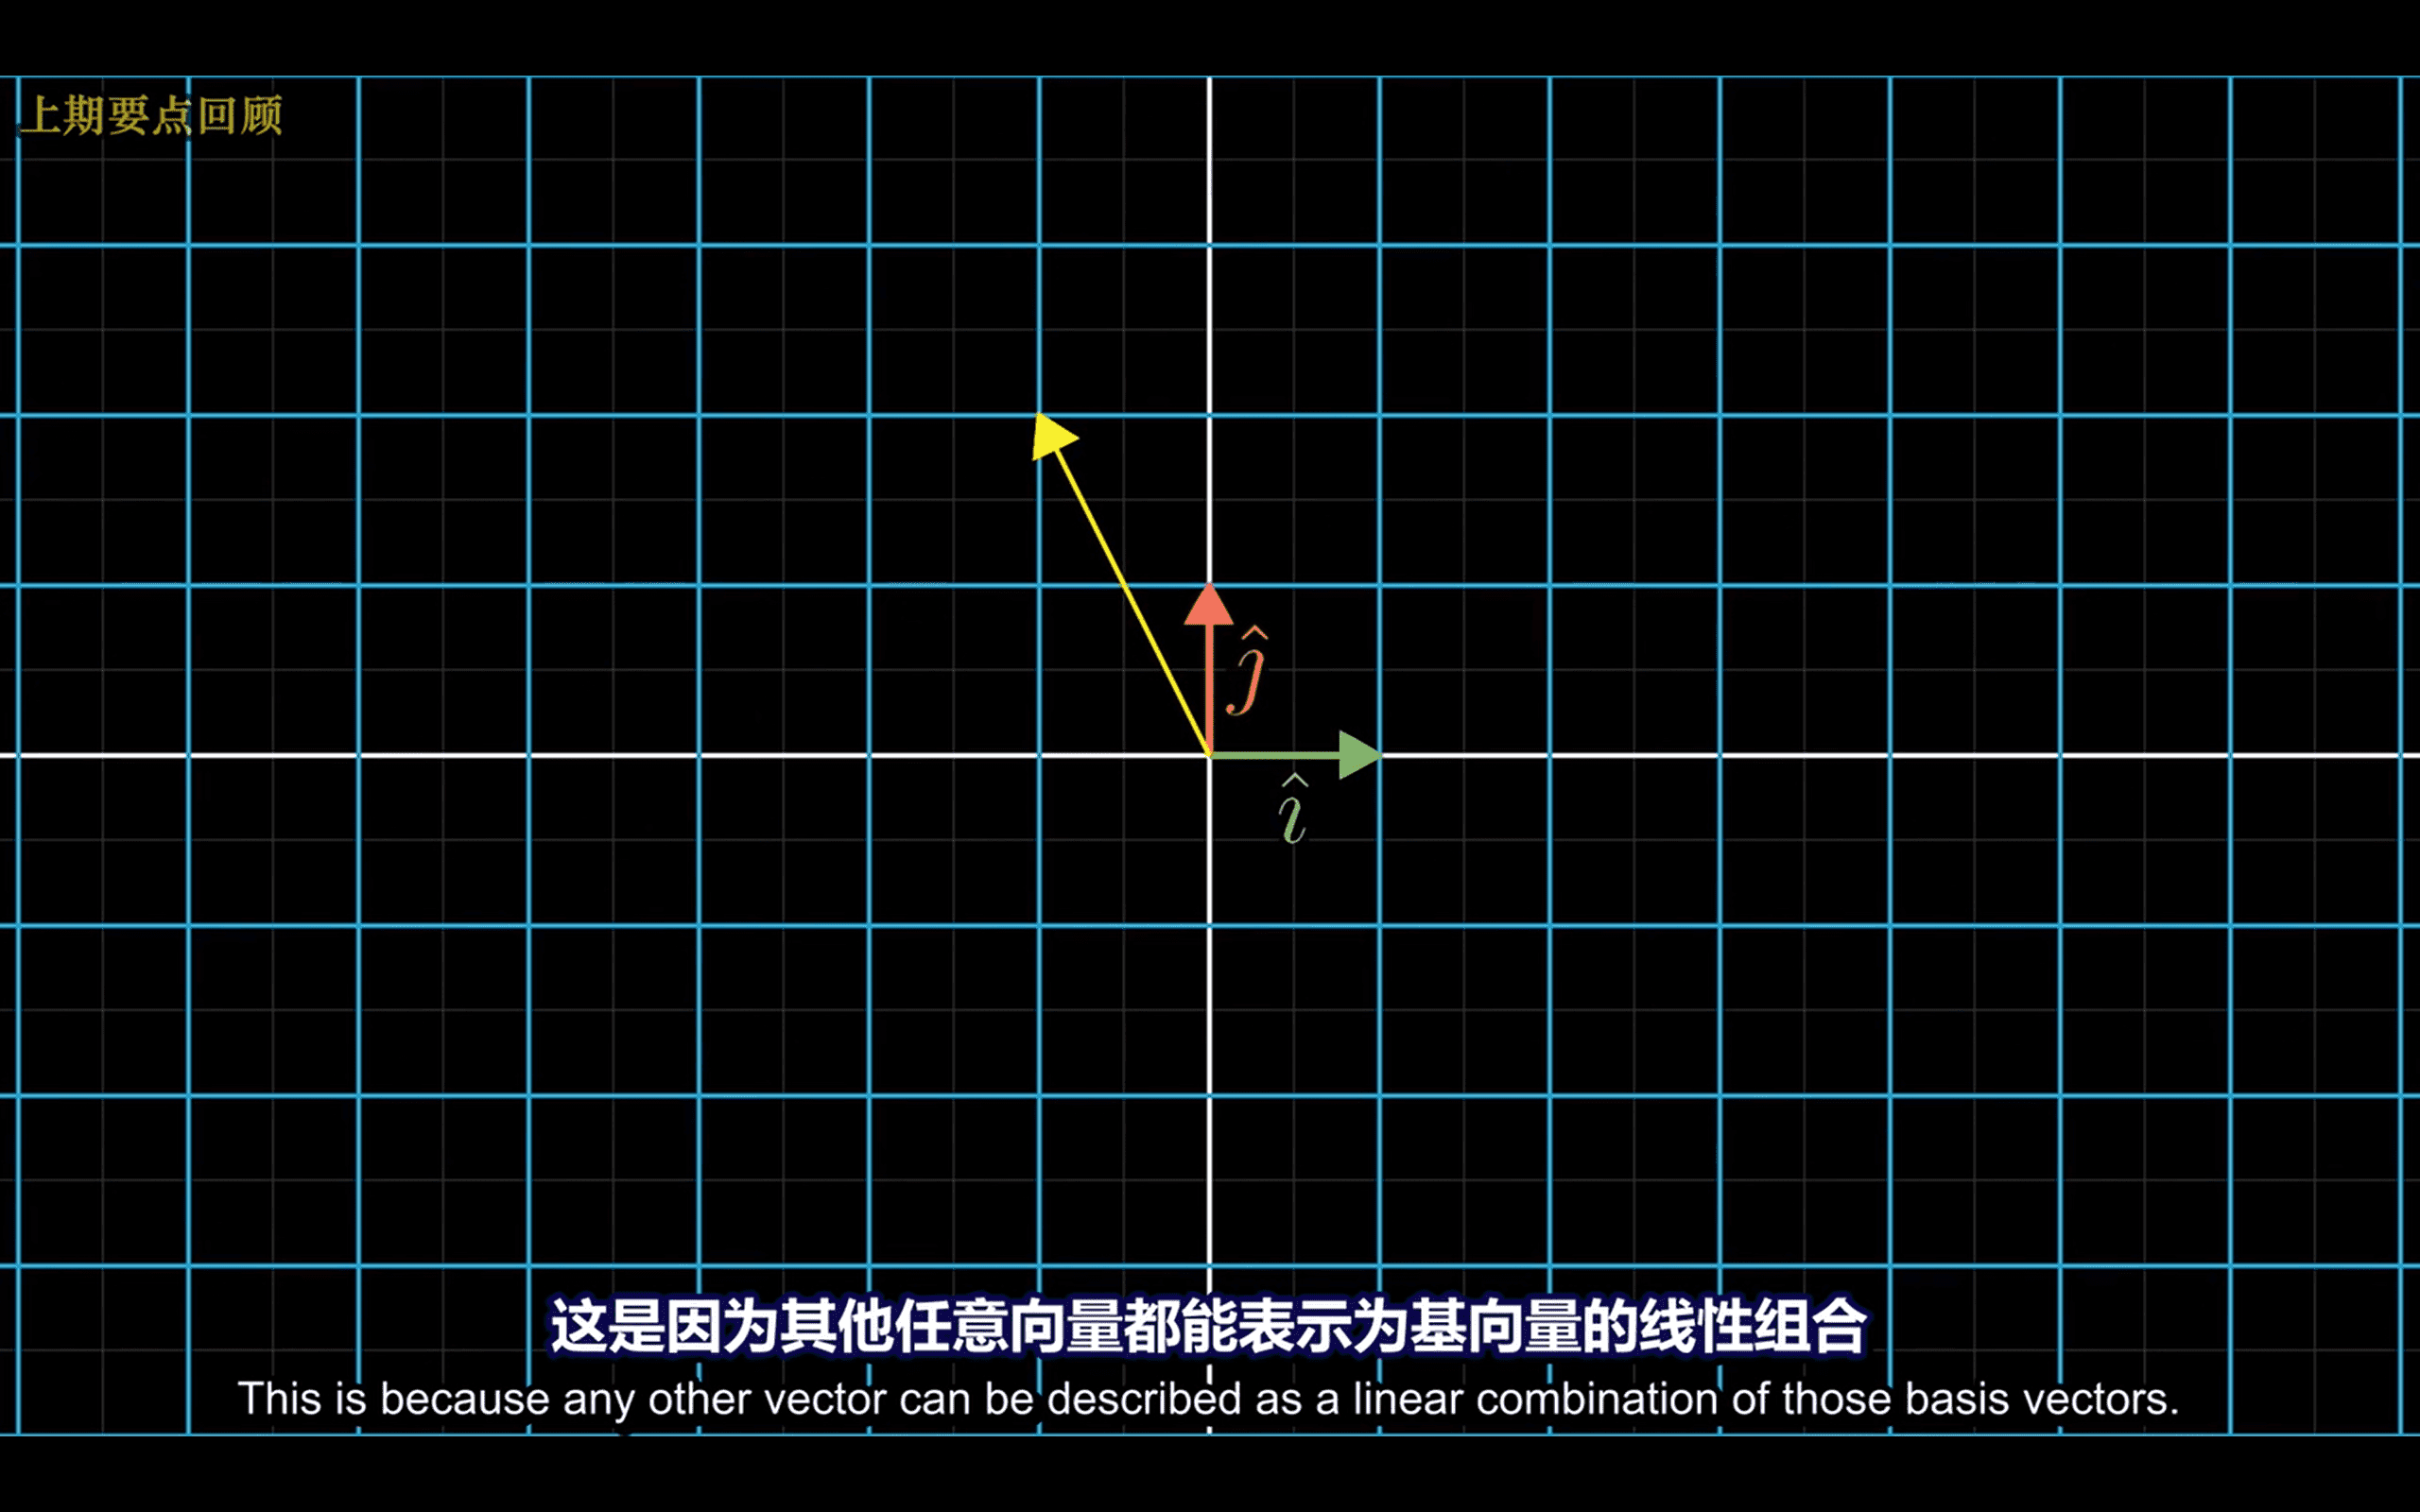 上期要点回顾
ĵ
î
这是因为其他任意向量都能表示为基向量的线性组合
This is because any other vector can be described as a linear combination of those basis vectors.